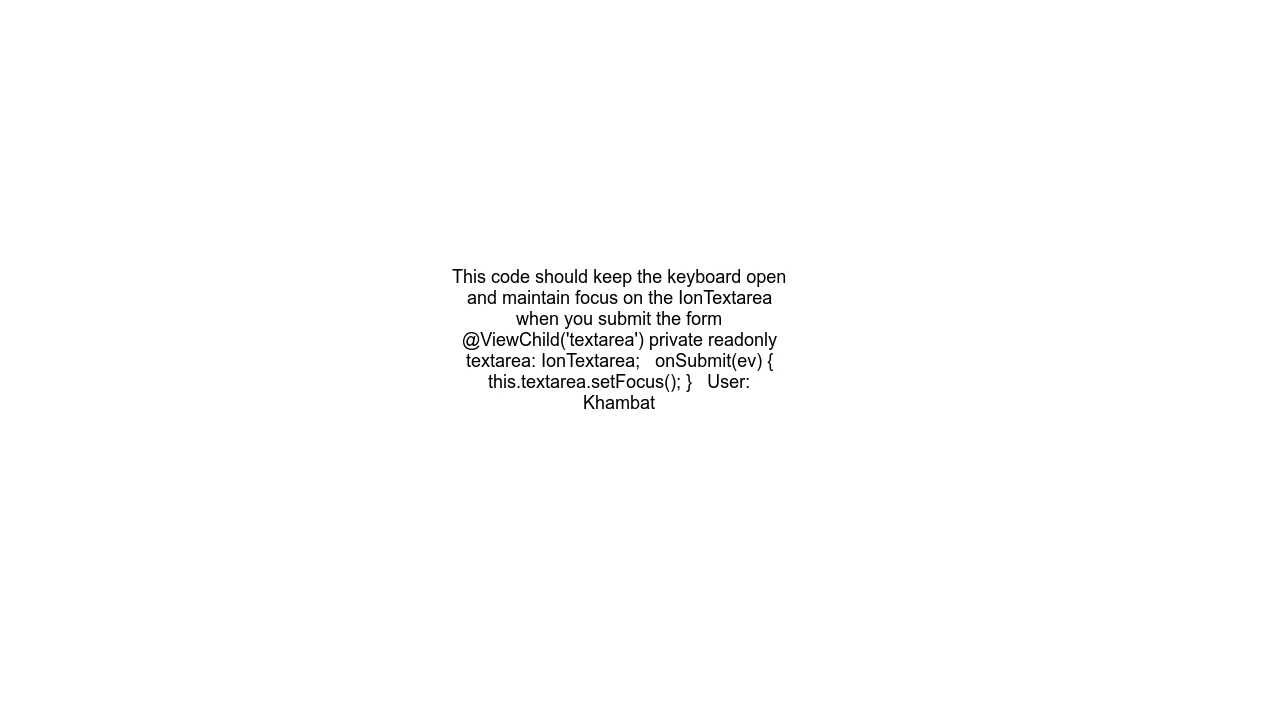 This code should keep the keyboard open
and maintain focus on the IonTextarea
when you submit the form
@ViewChild('textarea') private readonly
textarea: IonTextarea;   onSubmit(ev) {
this.textarea.setFocus(); }   User:
Khambat